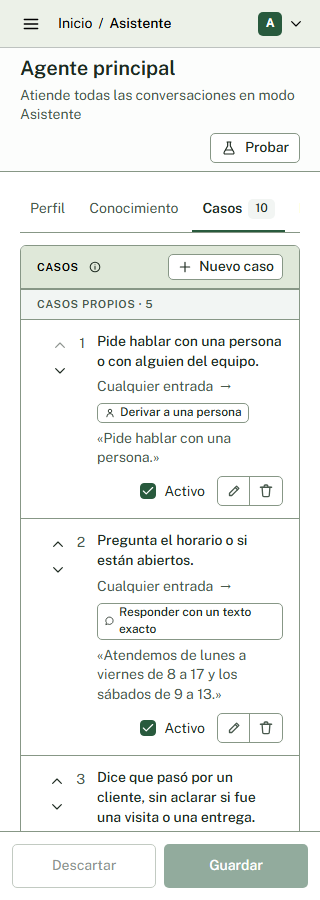 Inicio / Asistente
A
Agente principal
Atiende todas las conversaciones en modo
Asistente
Probar
Perfil
Conocimiento
Casos 10
CASOS
Nuevo caso
CASOS PROPIOS · 5
1
Pide hablar con una persona
o con alguien del equipo.
Cualquier entrada →
Derivar a una persona
«Pide hablar con una
persona.»
Activo
2
Pregunta el horario o si
están abiertos.
Cualquier entrada →
Responder con un texto
exacto
«Atendemos de lunes a
viernes de 8 a 17 y los
sábados de 9 a 13.»
Activo
3
Dice que pasó por un
cliente, sin aclarar si fue
una visita o una entrega.
Descartar
Guardar